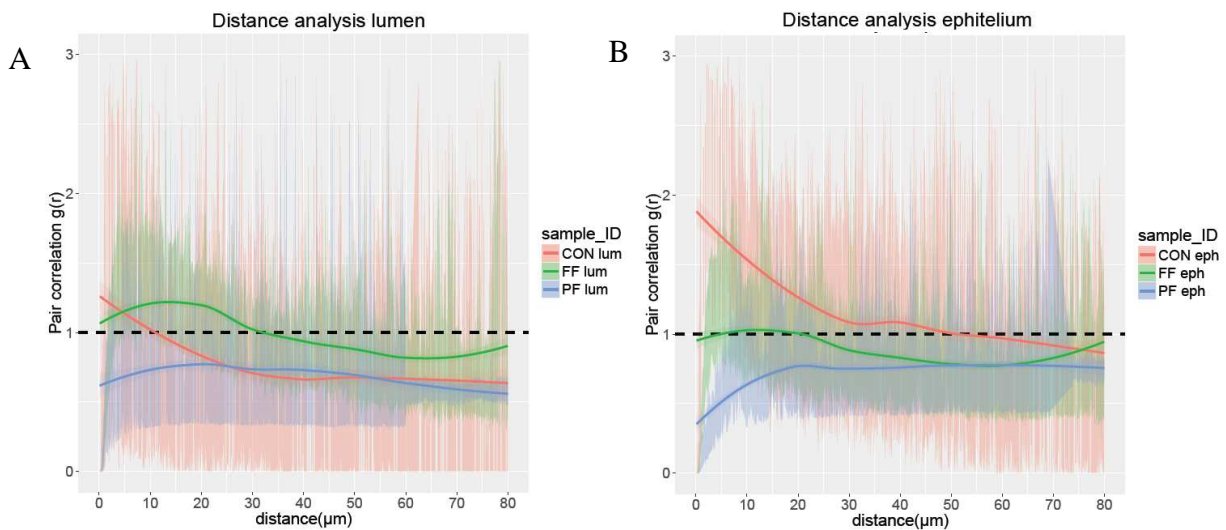 A
Distance analysis lumen
Pair correlation g(r)
3
2
1
0
0 10 20 30 40 50 60 70 80
distance(µm)
sample_ID
CON lum
FF lum
PF lum
B
Distance analysis ephitelium
Pair correlation g(r)
3
2
1
0
0 10 20 30 40 50 60 70 80
distance(µm)
sample_ID
CON eph
FF eph
PF eph